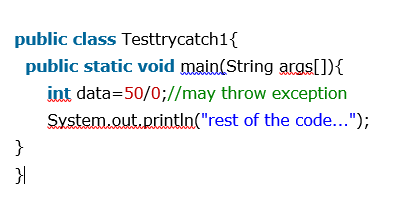 public class Testtrycatch1{
public static void main(String args[]){
int data=50/0;//may throw exception
System.out.println("rest of the code...");
}
}